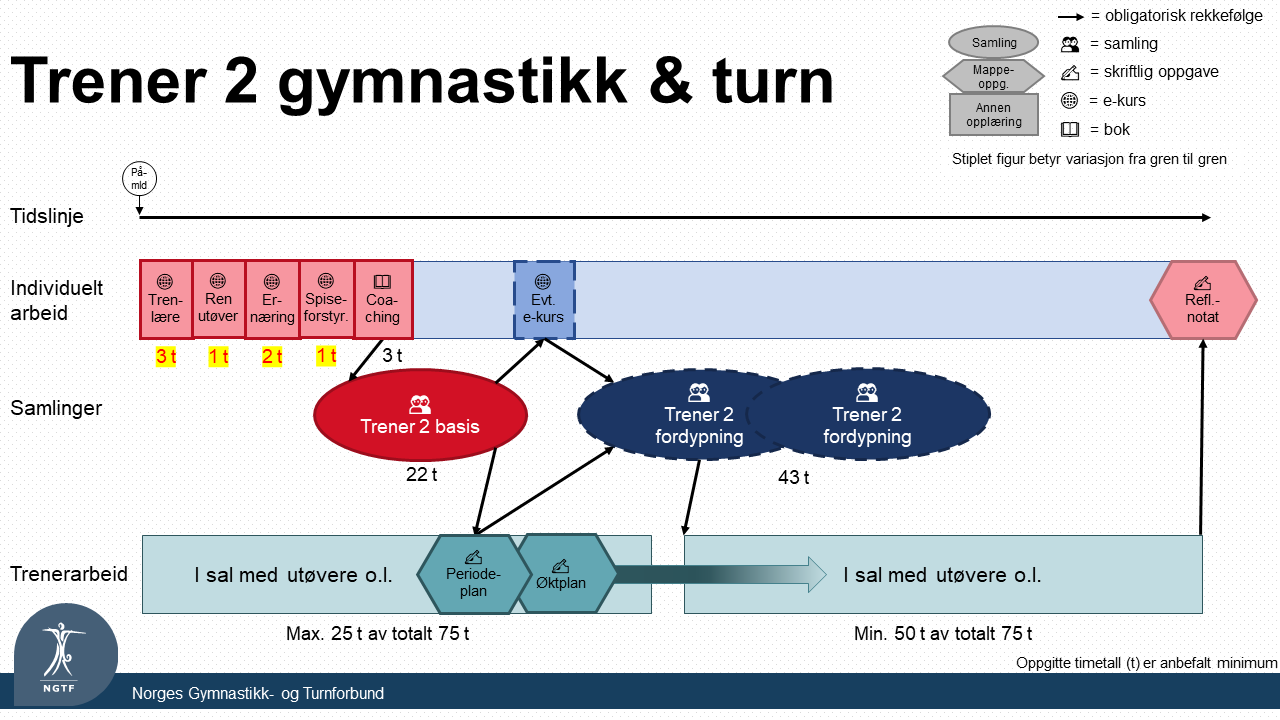 Trener 2 gymnastikk & turn
Samling
Mappe-
oppg.
Annen
opplæring
= obligatorisk rekkefølge
= samling
= skriftlig oppgave
= e-kurs
= bok
Stiplet figur betyr variasjon fra gren til gren
På-
mld
Tidslinje
Individuelt
arbeid
Tren-
lære
Ren
utøver
Er-
næring
Spise-
forstyr.
Coa-
ching
Evt.
e-kurs
Refl.-
notat
3 t
1 t
2 t
1 t
3 t
Samlinger
Trener 2 basis
22 t
Trener 2
fordypning
Trener 2
fordypning
43 t
Trenerarbeid
I sal med utøvere o.l.
Periode-
plan
Øktplan
I sal med utøvere o.l.
Max. 25 t av totalt 75 t
Min. 50 t av totalt 75 t
Oppgitte timetall (t) er anbefalt minimum
NGTF
Norges Gymnastikk- og Turnforbund